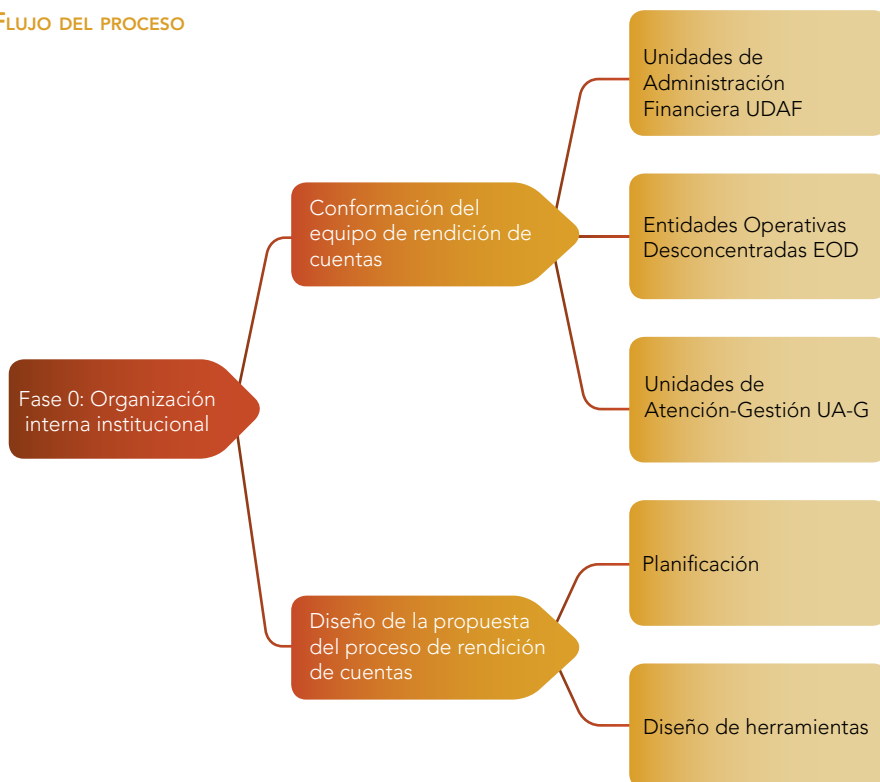 FLUJO DEL PROCESO
Fase 0: Organización
interna institucional
Conformación del
equipo de rendición de
cuentas
Unidades de
Administración
Financiera UDAF
Entidades Operativas
Desconcentradas EOD
Unidades de
Atención-Gestión UA-G
Diseño de la propuesta
del proceso de rendición
de cuentas
Planificación
Diseño de herramientas